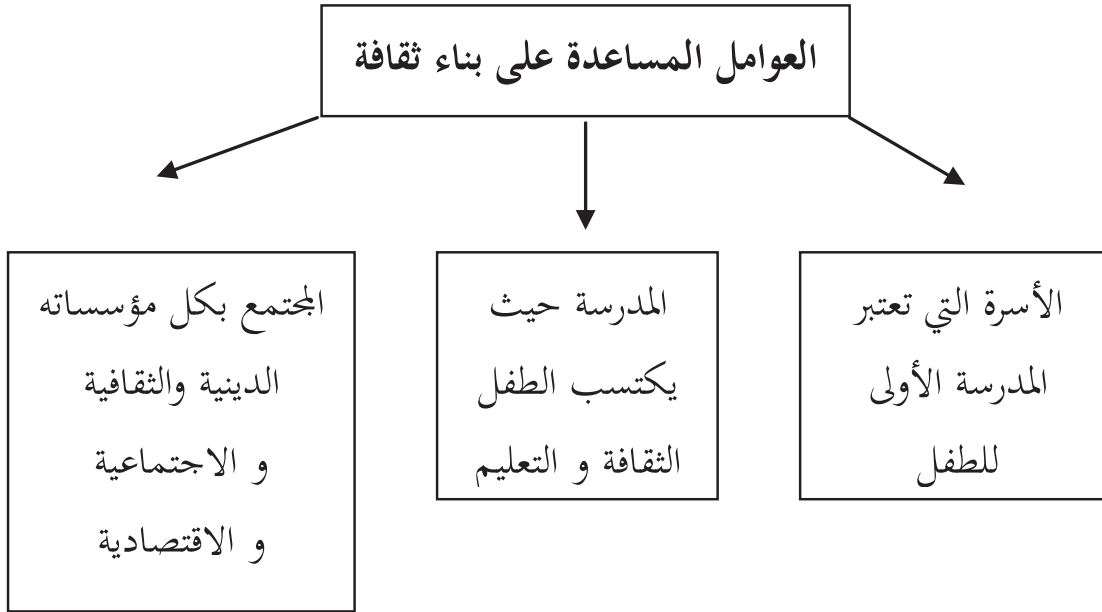 العوامل المساعدة على بناء ثقافة
الأسرة التي تعتبر
المدرسة الأولى
للطفل
المدرسة حيث
يكتسب الطفل
الثقافة و التعليم
المجتمع بكل مؤسساته
الدينية والثقافية
و الاجتماعية
و الاقتصادية